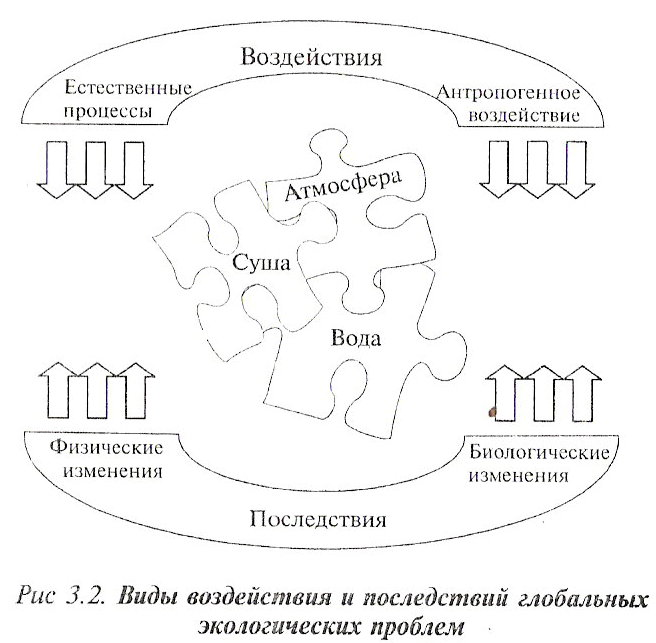 Воздействия
Естественные
процессы
Антропогенное
воздействие
Атмосфера
Суша
Вода
Физические
изменения
Биологические
изменения
Последствия
Рис 3.2. Виды воздействия и последствий глобальных
экологических проблем